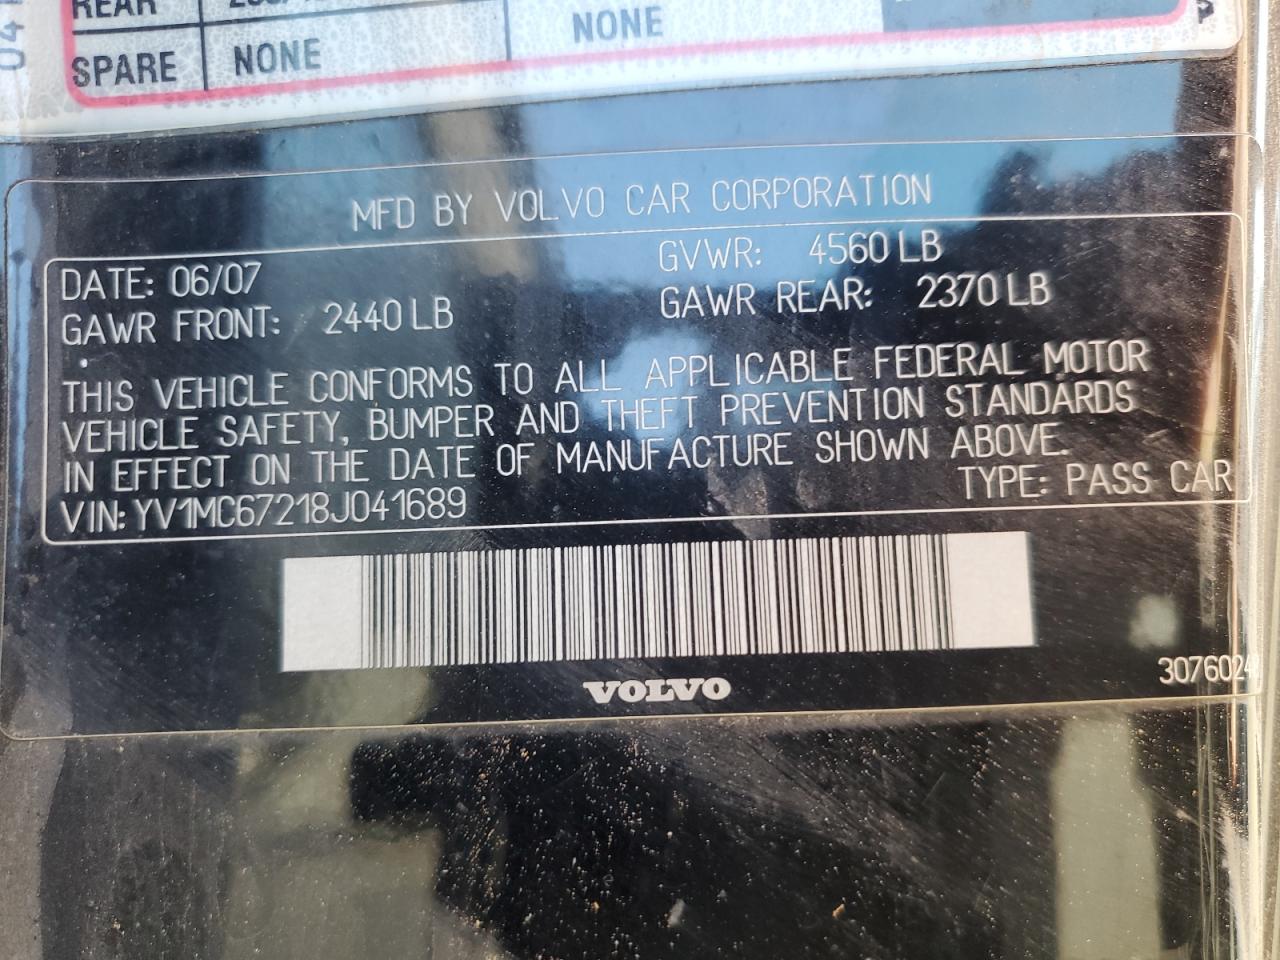 REAR
SPARE NONE NONE
MFD BY VOLVO CAR CORPORATION
DATE: 06/07 GVWR: 4560 LB
GAWR FRONT: 2440 LB GAWR REAR: 2370 LB
THIS VEHICLE CONFORMS TO ALL APPLICABLE FEDERAL MOTOR
VEHICLE SAFETY, BUMPER AND THEFT PREVENTION STANDARDS
IN EFFECT ON THE DATE OF MANUFACTURE SHOWN ABOVE.
VIN: YV1MC67218J041689 TYPE: PASS CAR
VOLVO